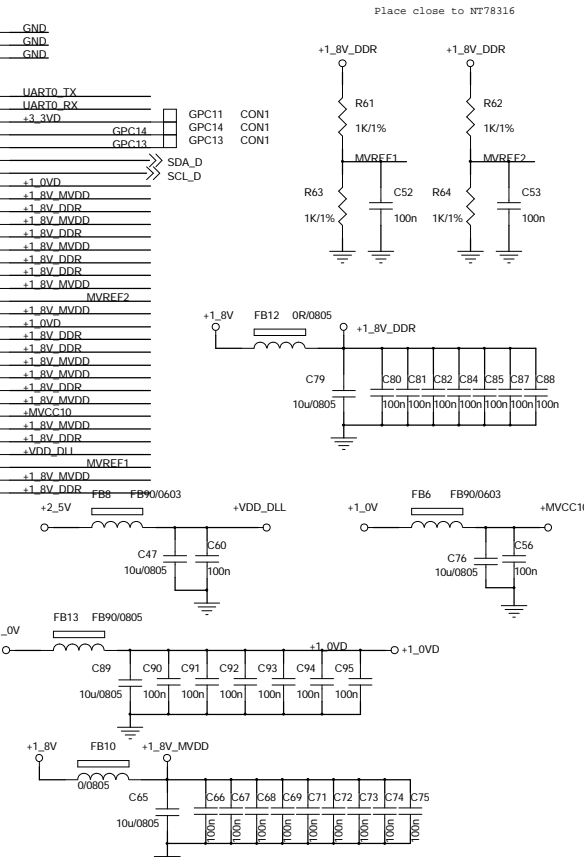 Place close to NT78316
GND
GND
GND
UART0_TX
UART0_RX
+3_3VD
GPC14
GPC13
GPC11 CON1
GPC14 CON1
GPC13 CON1
SDA_D
SCL_D
+1_0VD
+1_8V_MVDD
+1_8V_DDR
+1_8V_MVDD
+1_8V_DDR
+1_8V_MVDD
+1_8V_DDR
+1_8V_DDR
+1_8V_MVDD
MVREF2
+1_8V_MVDD
+1_0VD
+1_8V_DDR
+1_8V_DDR
+1_8V_MVDD
+1_8V_MVDD
+1_8V_DDR
+1_8V_MVDD
+MVCC10
+1_8V_MVDD
+1_8V_DDR
+VDD_DLL
MVREF1
+1_8V_MVDD
+1_8V_DDR
+1_8V_DDR
R61
1K/1%
MVREF1
R63
1K/1%
C52
100n
+1_8V_DDR
R62
1K/1%
MVREF2
R64
1K/1%
C53
100n
+1_8V
FB12 0R/0805
+1_8V_DDR
C79
10u/0805
C80 C81 C82 C84 C85 C87 C88
100n 100n 100n 100n 100n 100n 100n
FB8 FB90/0603
+2_5V
+VDD_DLL
C47
10u/0805
C60
100n
FB6 FB90/0603
+1_0V
+MVCC10
C76
10u/0805
C56
100n
FB13 FB90/0805
_0V
+1_0VD
+1_0VD
C89
10u/0805
C90 C91 C92 C93 C94 C95
100n 100n 100n 100n 100n 100n
+1_8V
FB10
+1_8V_MVDD
0/0805
C65
10u/0805
C66 C67 C68 C69 C71 C72 C73 C74 C75
100n 100n 100n 100n 100n 100n 100n 100n 100n